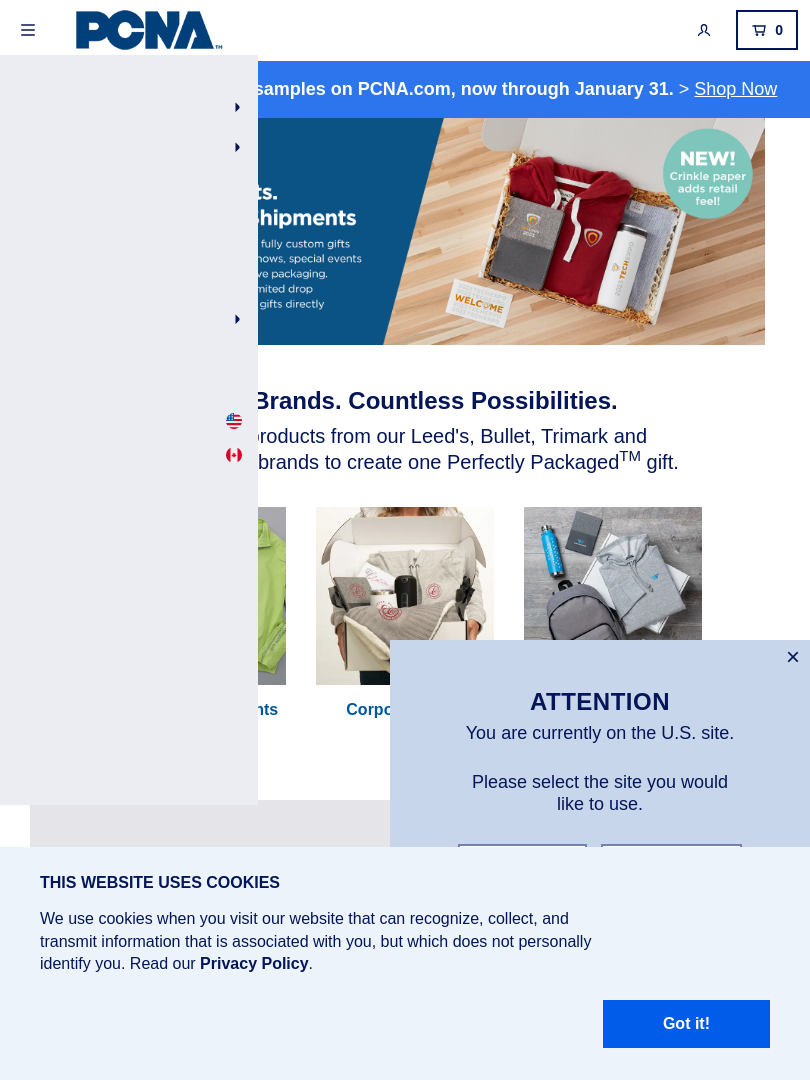 PCNA™
0
samples on PCNA.com, now through January 31. > Shop Now
ts.
Shipments
fully custom gifts
hows, special events
ve packaging.
mited drop
gifts directly
NEW!
Crinkle paper
adds retail
feel!
WELCOME
2023 TECHEXPO
Brands. Countless Possibilities.
products from our Leed's, Bullet, Trimark and
brands to create one Perfectly Packaged™ gift.
nts
Corpo
ATTENTION
You are currently on the U.S. site.
Please select the site you would
like to use.
THIS WEBSITE USES COOKIES
We use cookies when you visit our website that can recognize, collect, and
transmit information that is associated with you, but which does not personally
identify you. Read our Privacy Policy.
Got it!